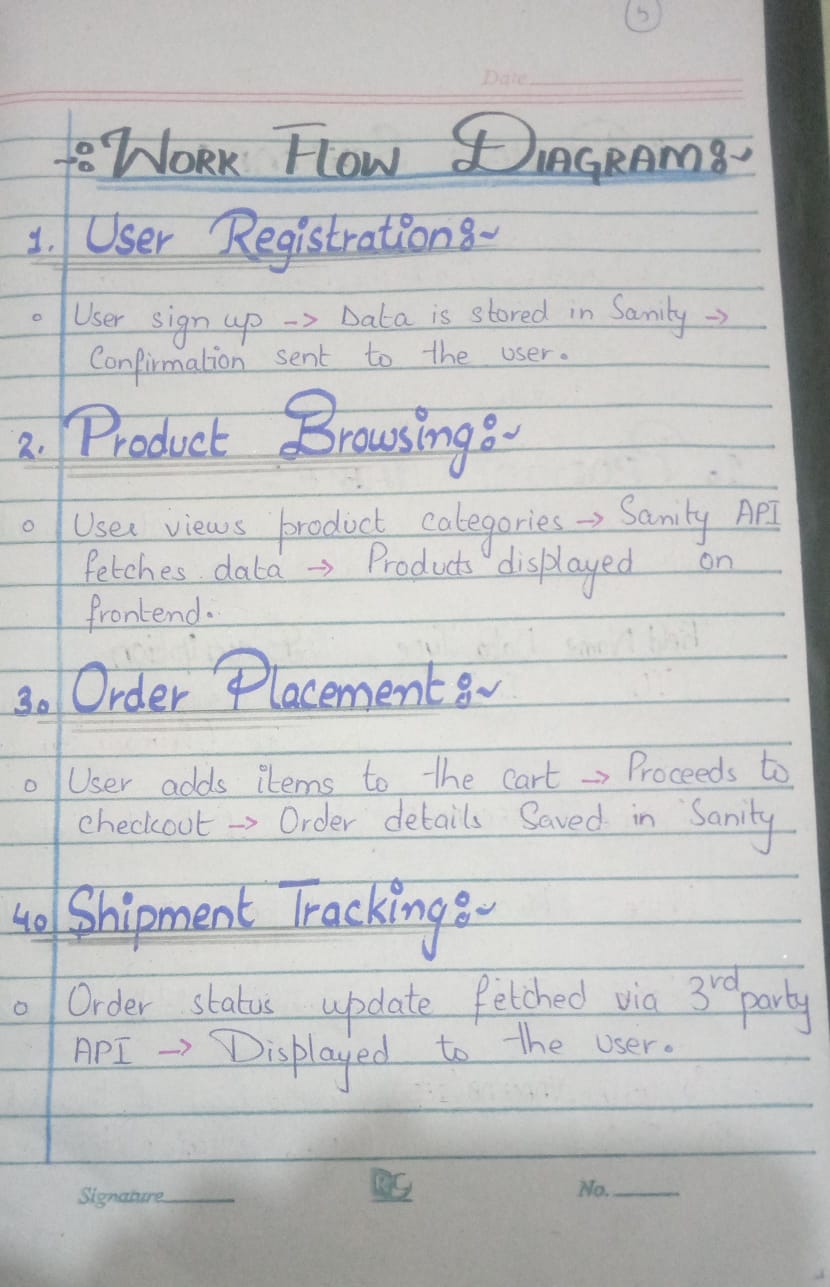 5
Date
-: WORK FLOW DIAGRAM :~
1. User Registration :~
o User sign up -> Data is stored in Sanity ->
Confirmation sent to the user.
2. Product Browsing :~
o User views product categories -> Sanity API
fetches data -> Products displayed on
frontend.
3. Order Placement :~
o User adds items to the cart -> Proceeds to
checkout -> Order details Saved in Sanity
4. Shipment Tracking :~
o Order status update fetched via 3rd party
API -> Displayed to the user.
Signature RG No.